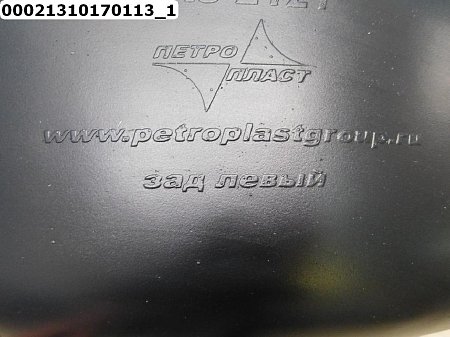 00021310170113_1
ПЕТРО
ПЛАСТ
www.petroplastgroup.ru
зад левый